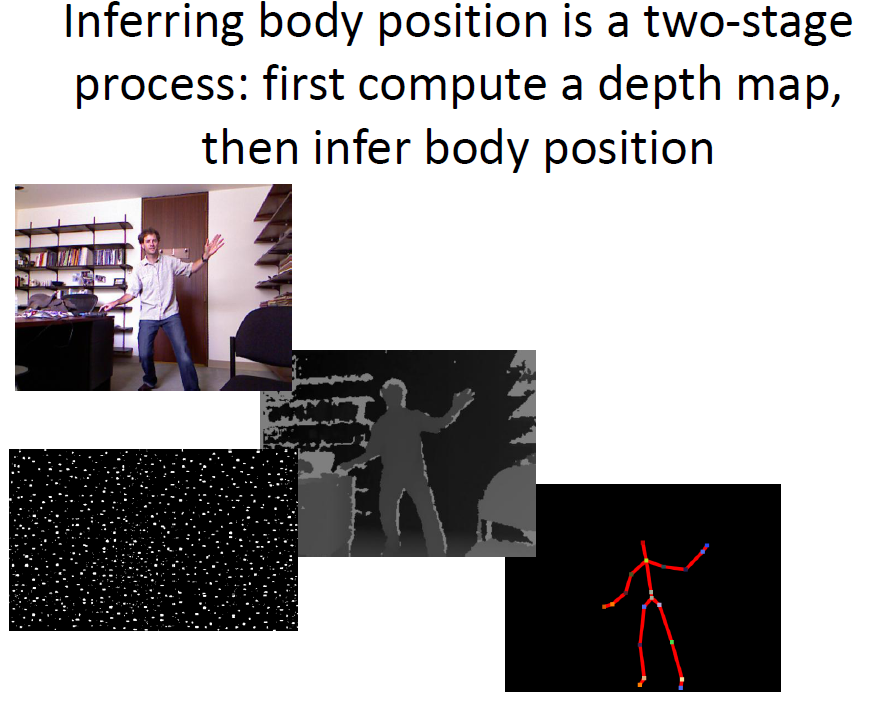 Inferring body position is a two-stage
process: first compute a depth map,
then infer body position